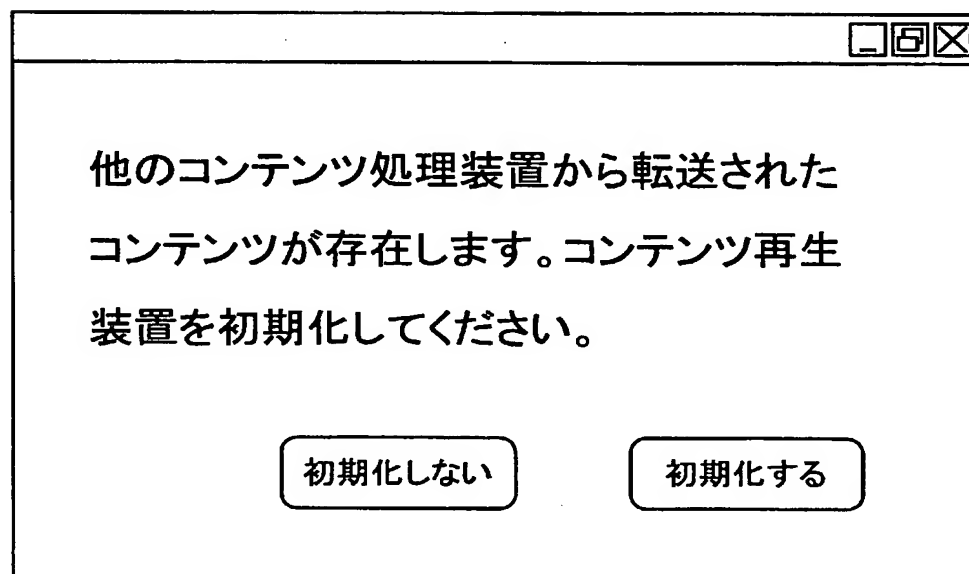 他のコンテンツ処理装置から転送された
コンテンツが存在します。コンテンツ再生
装置を初期化してください。
初期化しない 初期化する